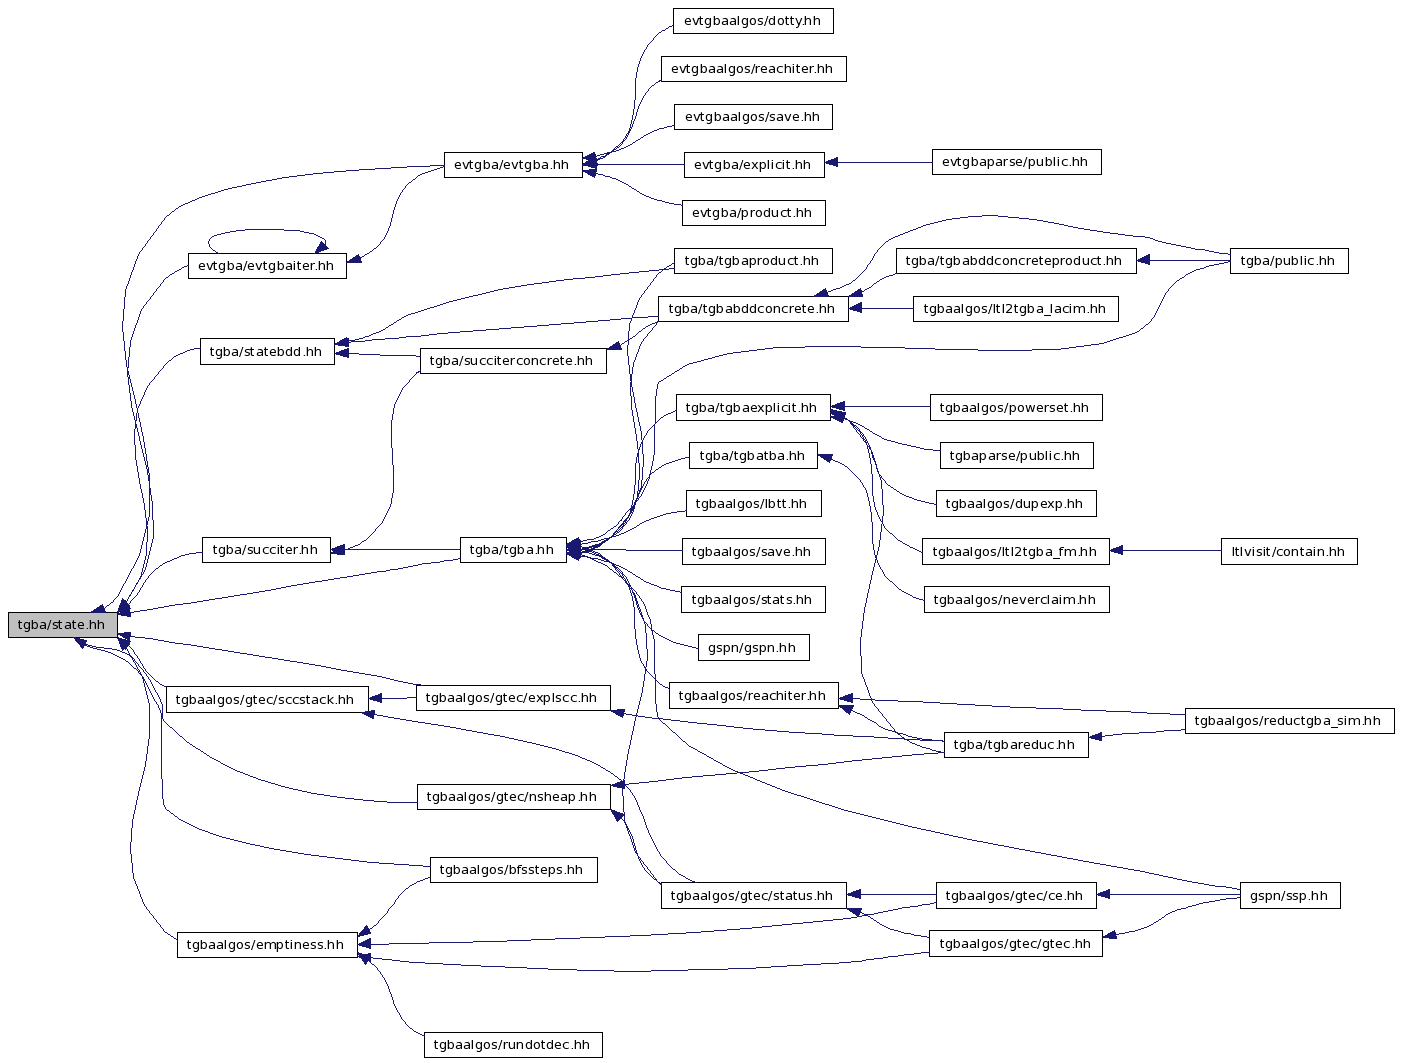 evtgbaalgos/dotty.hh
evtgbaalgos/reachiter.hh
evtgbaalgos/save.hh
evtgba/evtgba.hh
evtgba/explicit.hh
evtgbaparse/public.hh
evtgba/product.hh
evtgba/evtgbaiter.hh
tgba/tgbaproduct.hh
tgba/tgbabddconcreteproduct.hh
tgba/public.hh
tgba/tgbabddconcrete.hh
tgbaalgos/ltl2tgba_lacim.hh
tgba/statebdd.hh
tgba/succiterconcrete.hh
tgba/tgbaexplicit.hh
tgbaalgos/powerset.hh
tgba/tgbatba.hh
tgbaparse/public.hh
tgbaalgos/lbtt.hh
tgbaalgos/dupexp.hh
tgba/succiter.hh
tgba/tgba.hh
tgbaalgos/save.hh
tgbaalgos/ltl2tgba_fm.hh
ltlvisit/contain.hh
tgbaalgos/stats.hh
tgbaalgos/neverclaim.hh
tgba/state.hh
gspn/gspn.hh
tgbaalgos/gtec/sccstack.hh
tgbaalgos/gtec/explscc.hh
tgbaalgos/reachiter.hh
tgbaalgos/reductgba_sim.hh
tgba/tgbareduc.hh
tgbaalgos/gtec/nsheap.hh
tgbaalgos/bfssteps.hh
tgbaalgos/gtec/status.hh
tgbaalgos/gtec/ce.hh
gspn/ssp.hh
tgbaalgos/emptiness.hh
tgbaalgos/gtec/gtec.hh
tgbaalgos/rundotdec.hh